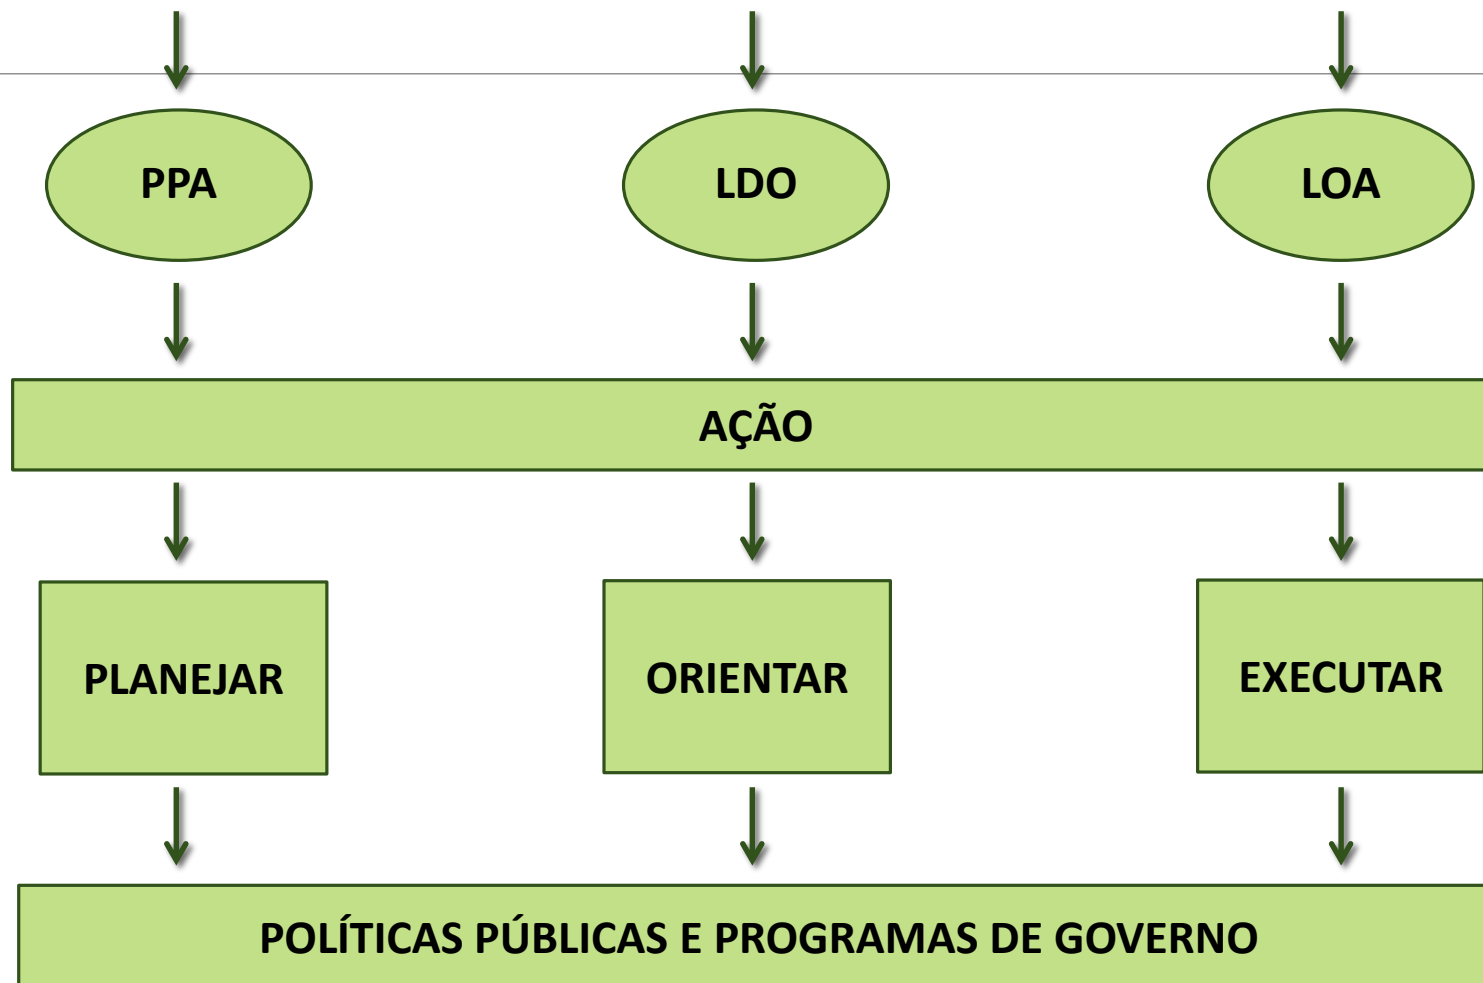 PPA
LDO
LOA
AÇÃO
PLANEJAR
ORIENTAR
EXECUTAR
POLÍTICAS PÚBLICAS E PROGRAMAS DE GOVERNO